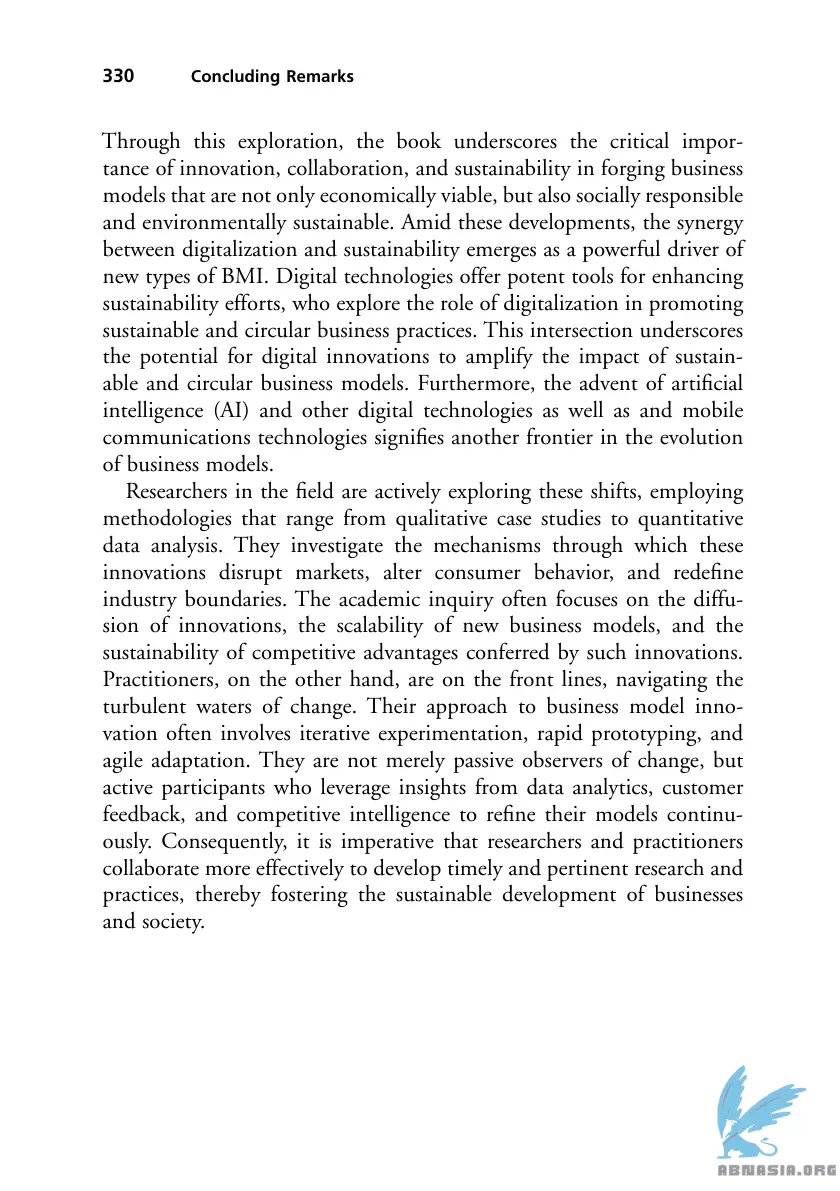 330 Concluding Remarks
Through this exploration, the book underscores the critical impor-
tance of innovation, collaboration, and sustainability in forging business
models that are not only economically viable, but also socially responsible
and environmentally sustainable. Amid these developments, the synergy
between digitalization and sustainability emerges as a powerful driver of
new types of BMI. Digital technologies offer potent tools for enhancing
sustainability efforts, who explore the role of digitalization in promoting
sustainable and circular business practices. This intersection underscores
the potential for digital innovations to amplify the impact of sustain-
able and circular business models. Furthermore, the advent of artificial
intelligence (AI) and other digital technologies as well as and mobile
communications technologies signifies another frontier in the evolution
of business models.
Researchers in the field are actively exploring these shifts, employing
methodologies that range from qualitative case studies to quantitative
data analysis. They investigate the mechanisms through which these
innovations disrupt markets, alter consumer behavior, and redefine
industry boundaries. The academic inquiry often focuses on the diffu-
sion of innovations, the scalability of new business models, and the
sustainability of competitive advantages conferred by such innovations.
Practitioners, on the other hand, are on the front lines, navigating the
turbulent waters of change. Their approach to business model inno-
vation often involves iterative experimentation, rapid prototyping, and
agile adaptation. They are not merely passive observers of change, but
active participants who leverage insights from data analytics, customer
feedback, and competitive intelligence to refine their models continu-
ously. Consequently, it is imperative that researchers and practitioners
collaborate more effectively to develop timely and pertinent research and
practices, thereby fostering the sustainable development of businesses
and society.
ABNASIA.ORG